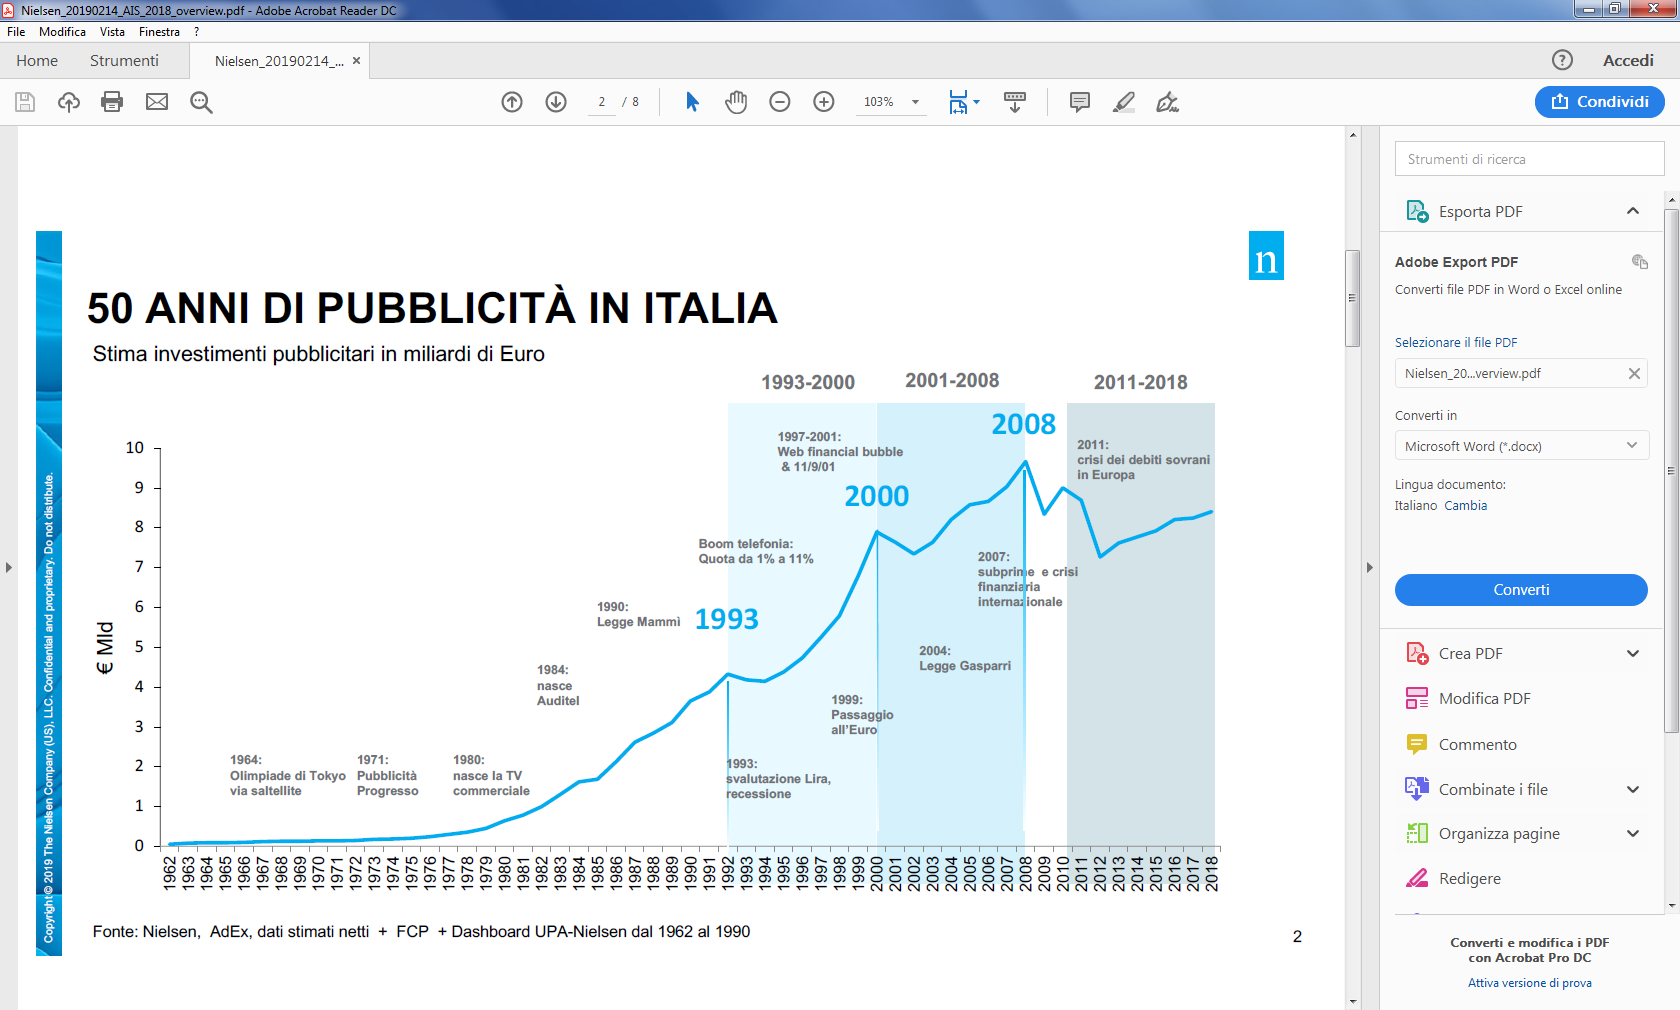 Nielsen_20190214_AIS_2018_overview.pdf - Adobe Acrobat Reader DC
File Modifica Vista Finestra ?
Home Strumenti Nielsen_20190214_... ×
? Accedi
2 / 8 103% Condividi
n
50 ANNI DI PUBBLICITÀ IN ITALIA
Stima investimenti pubblicitari in miliardi di Euro
1993-2000 2001-2008 2011-2018
2008
1997-2001:
Web financial bubble
& 11/9/01
2011:
crisi dei debiti sovrani
in Europa
2000
Boom telefonia:
Quota da 1% a 11%
2007:
subprime e crisi
finanziaria
internazionale
1990:
Legge Mammì
1993
2004:
Legge Gasparri
1984:
nasce
Auditel
1999:
Passaggio
all'Euro
1964:
Olimpiade di Tokyo
via saltellite
1971:
Pubblicità
Progresso
1980:
nasce la TV
commerciale
1993:
svalutazione Lira,
recessione
€ Mld
10
9
8
7
6
5
4
3
2
1
0
1962 1963 1964 1965 1966 1967 1968 1969 1970 1971 1972 1973 1974 1975 1976 1977 1978 1979 1980 1981 1982 1983 1984 1985 1986 1987 1988 1989 1990 1991 1992 1993 1994 1995 1996 1997 1998 1999 2000 2001 2002 2003 2004 2005 2006 2007 2008 2009 2010 2011 2012 2013 2014 2015 2016 2017 2018
Fonte: Nielsen, AdEx, dati stimati netti + FCP + Dashboard UPA-Nielsen dal 1962 al 1990
2
Copyright © 2019 The Nielsen Company (US), LLC. Confidential and proprietary. Do not distribute.
Strumenti di ricerca
Esporta PDF
Adobe Export PDF
Converti file PDF in Word o Excel online
Selezionare il file PDF
Nielsen_20...verview.pdf
Converti in
Microsoft Word (*.docx)
Lingua documento:
Italiano Cambia
Converti
Crea PDF
Modifica PDF
Commento
Combinate i file
Organizza pagine
Redigere
Converti e modifica i PDF
con Acrobat Pro DC
Attiva versione di prova